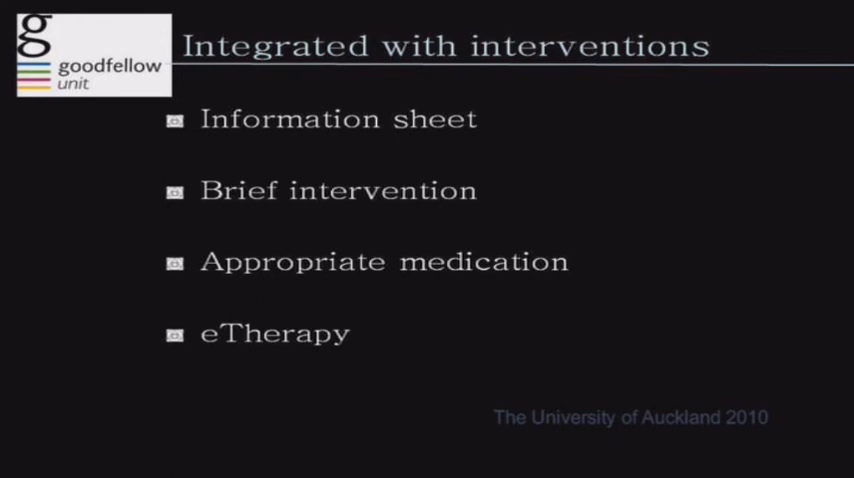 g
goodfellow
unit
Integrated with interventions
Information sheet
Brief intervention
Appropriate medication
eTherapy
The University of Auckland 2010